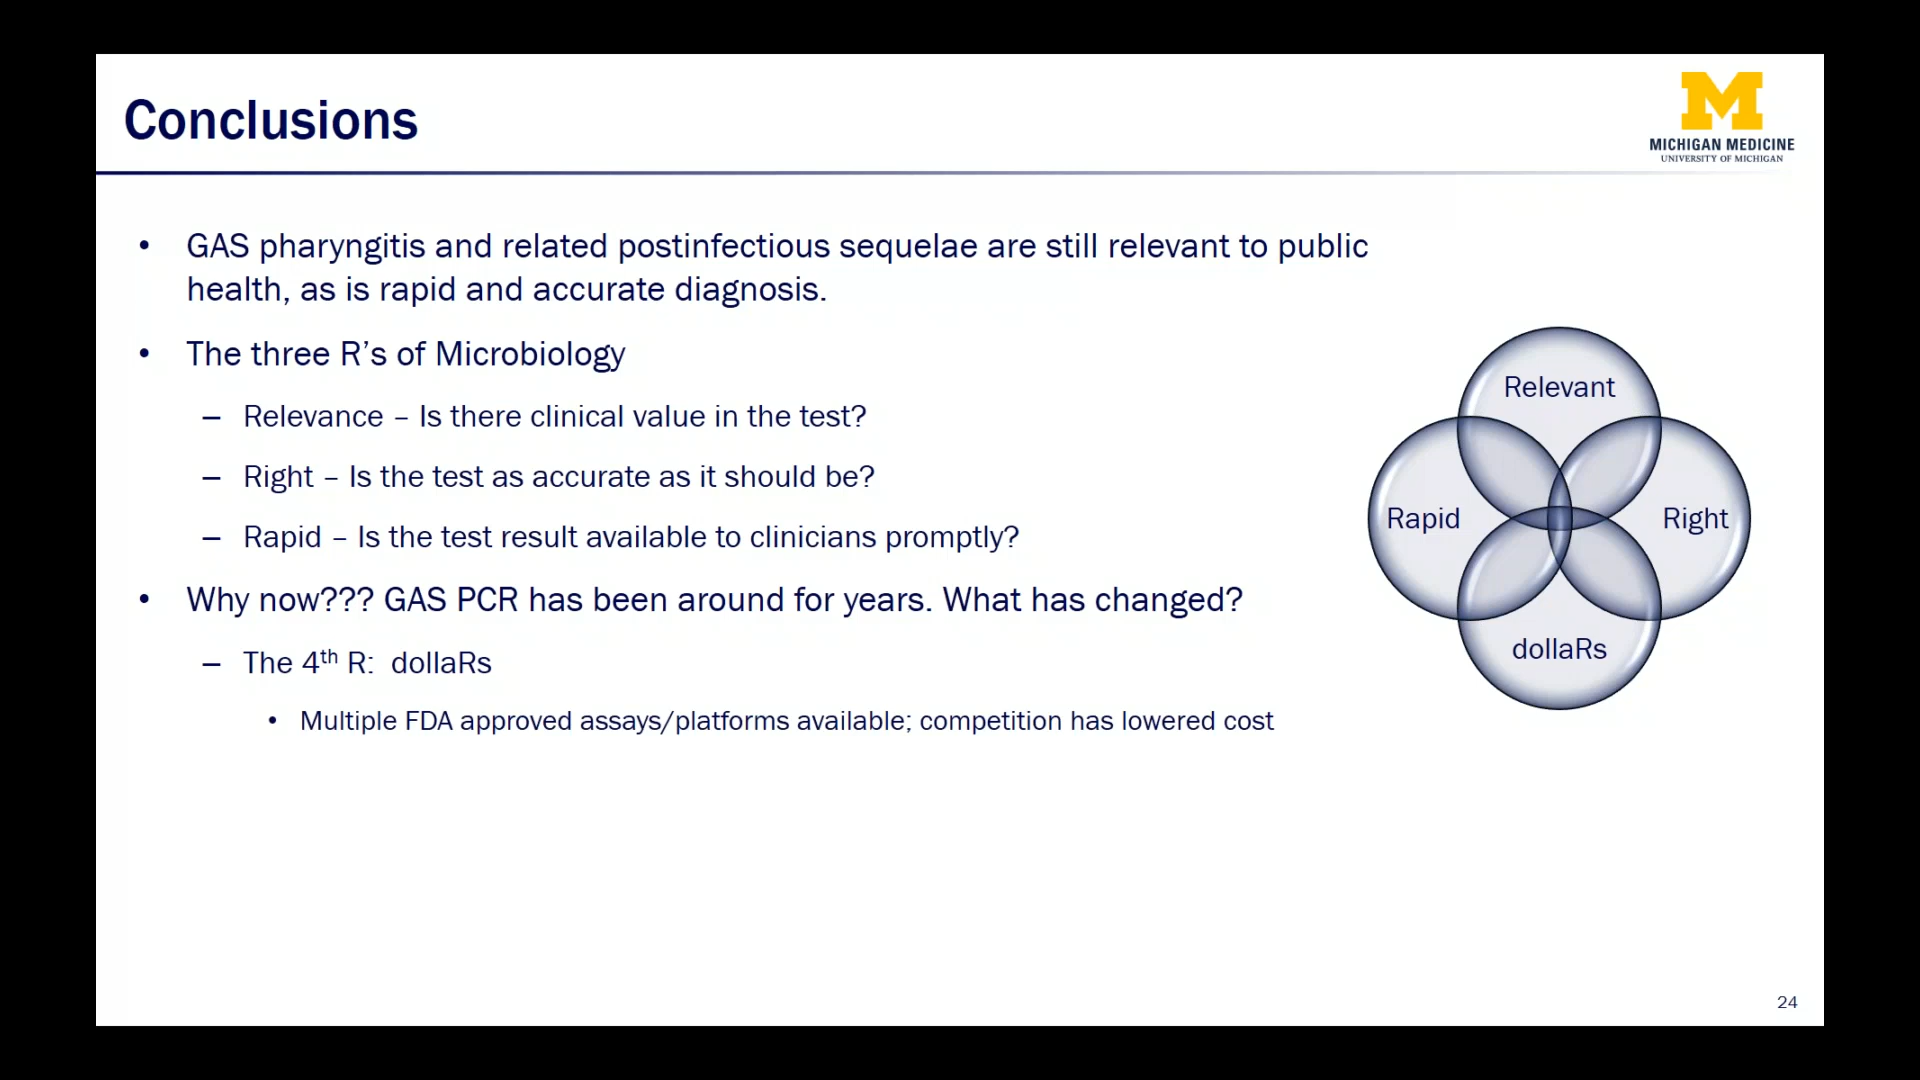 Conclusions
M
MICHIGAN MEDICINE
UNIVERSITY OF MICHIGAN
• GAS pharyngitis and related postinfectious sequelae are still relevant to public
health, as is rapid and accurate diagnosis.
• The three R’s of Microbiology
– Relevance – Is there clinical value in the test?
– Right – Is the test as accurate as it should be?
– Rapid – Is the test result available to clinicians promptly?
• Why now??? GAS PCR has been around for years. What has changed?
– The 4th R:  dollaRs
• Multiple FDA approved assays/platforms available; competition has lowered cost
Relevant
Rapid
Right
dollaRs
24